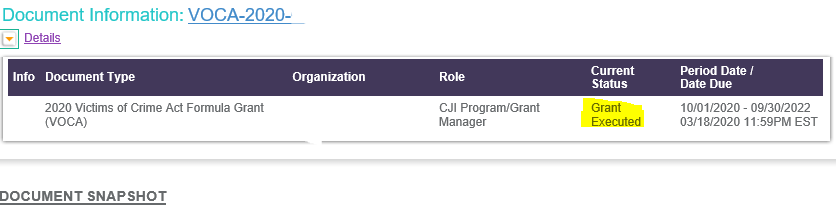 Document Information: VOCA-2020-
Details
Info Document Type Organization Role Current Status Period Date / Date Due
2020 Victims of Crime Act Formula Grant (VOCA) CJI Program/Grant Manager Grant Executed 10/01/2020 - 09/30/2022 03/18/2020 11:59PM EST
DOCUMENT SNAPSHOT